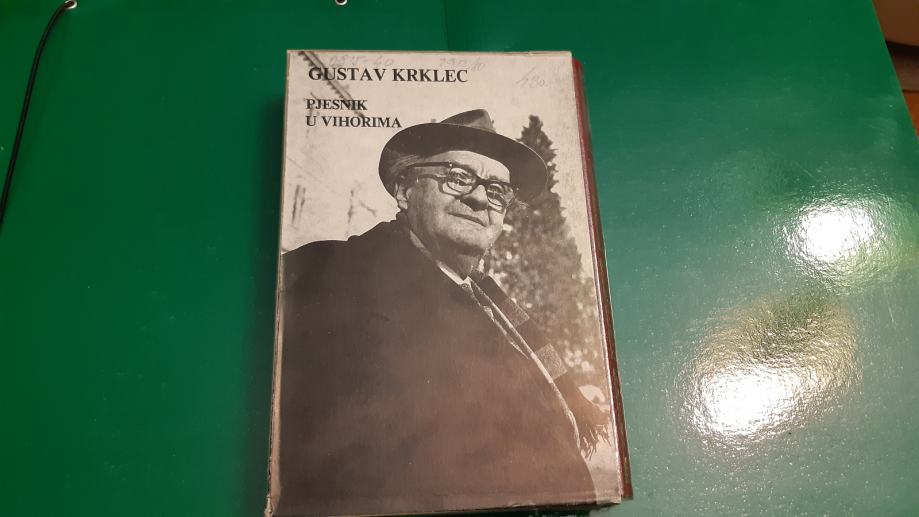 GUSTAV KRKLEC
PJESNIK
U VIHORIMA